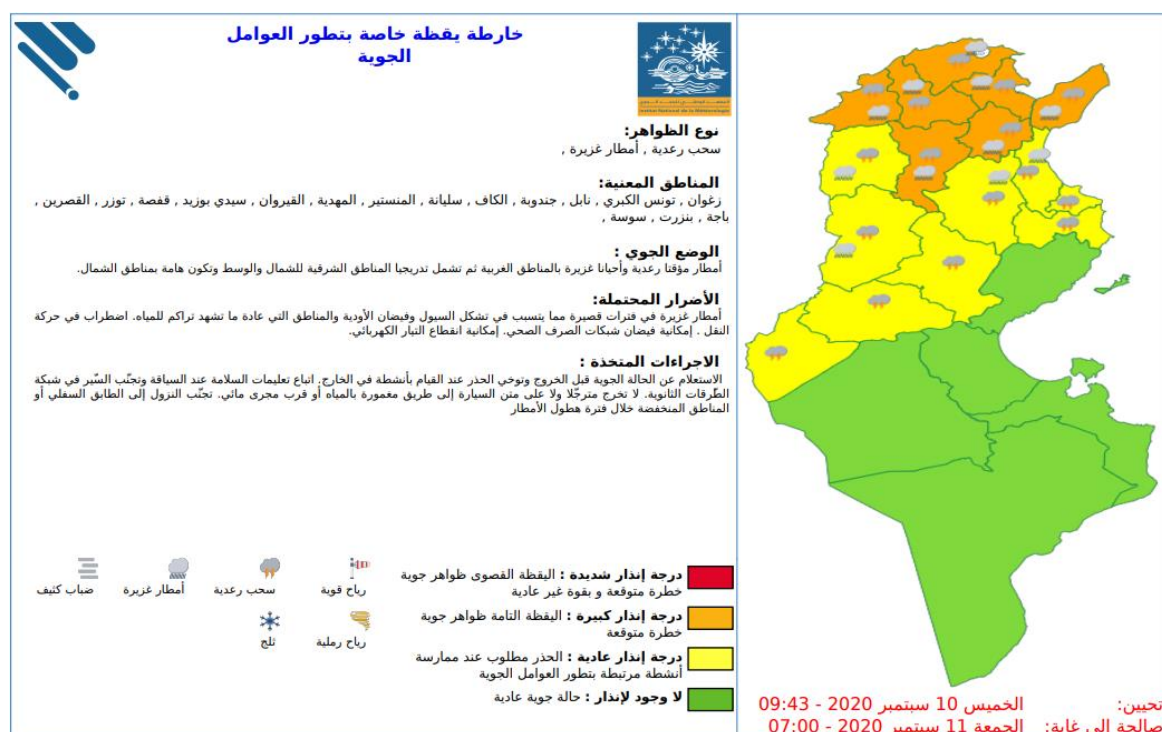 خارطة يقظة خاصة بتطور العوامل
الجوية
Institut National de la Météorologie
نوع الظواهر:
سحب رعدية , أمطار غزيرة ,
المناطق المعنية:
زغوان , تونس الكبري , نابل , جندوبة , الكاف , سليانة , المنستير , المهدية , القيروان , سيدي بوزيد , قفصة , توزر , القصرين ,
باجة , بنزرت , سوسة ,
الوضع الجوي :
أمطار مؤقتا رعدية وأحيانا غزيرة بالمناطق الغربية ثم تشمل تدريجيا المناطق الشرقية للشمال والوسط وتكون هامة بمناطق الشمال.
الأضرار المحتملة:
أمطار غزيرة في فترات قصيرة مما يتسبب في تشكل السيول وفيضان الأودية والمناطق التي عادة ما تشهد تراكم للمياه. اضطراب في حركة
النقل . إمكانية فيضان شبكات الصرف الصحي. إمكانية انقطاع التيار الكهربائي.
الاجراءات المتخذة :
الاستعلام عن الحالة الجوية قبل الخروج وتوخي الحذر عند القيام بأنشطة في الخارج. اتباع تعليمات السلامة عند السياقة وتجنّب السّير في شبكة
الطّرقات الثانوية. لا تخرج مترجّلا ولا على متن السيارة إلى طريق مغمورة بالمياه أو قرب مجرى مائي. تجنّب النزول إلى الطابق السفلي أو
المناطق المنخفضة خلال فترة هطول الأمطار
درجة إنذار شديدة : اليقظة القصوى ظواهر جوية
خطرة متوقعة و بقوة غير عادية
درجة إنذار كبيرة : اليقظة التامة ظواهر جوية
خطرة متوقعة
درجة إنذار عادية : الحذر مطلوب عند ممارسة
أنشطة مرتبطة بتطور العوامل الجوية
لا وجود لإنذار : حالة جوية عادية
رياح قوية
سحب رعدية
أمطار غزيرة
ضباب كثيف
رياح رملية
ثلج
تحيين: الخميس 10 سبتمبر 2020 - 09:43
صالحة إلى غاية: الجمعة 11 سبتمبر 2020 - 07:00